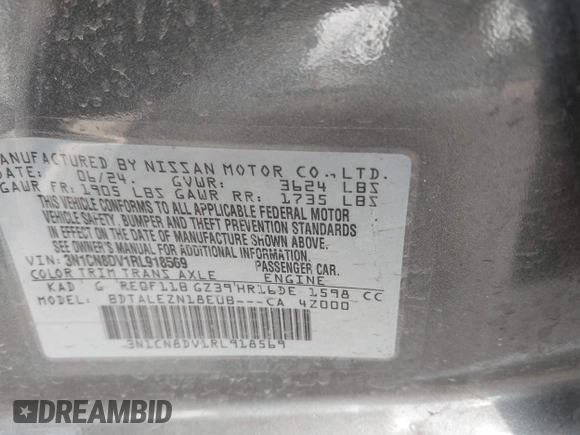 MANUFACTURED BY NISSAN MOTOR CO., LTD.
DATE: 06/24 GVWR: 3624 LBS
GAWR FR: 1905 LBS GAWR RR: 1735 LBS
THIS VEHICLE CONFORMS TO ALL APPLICABLE FEDERAL MOTOR
VEHICLE SAFETY, BUMPER AND THEFT PREVENTION STANDARDS
IN EFFECT ON THE DATE OF MANUFACTURE SHOWN ABOVE.
SEE OWNER'S MANUAL FOR ADDITIONAL INFORMATION
VIN: 3N1CN8DV1RL918569 PASSENGER CAR.
COLOR TRIM TRANS AXLE ENGINE
KAD G RE0F11B GZ39 HR16DE 1598 CC
MODEL: BDTALEZN18EUB---CA 4Z000
3N1CN8DV1RL918569
DREAMBID